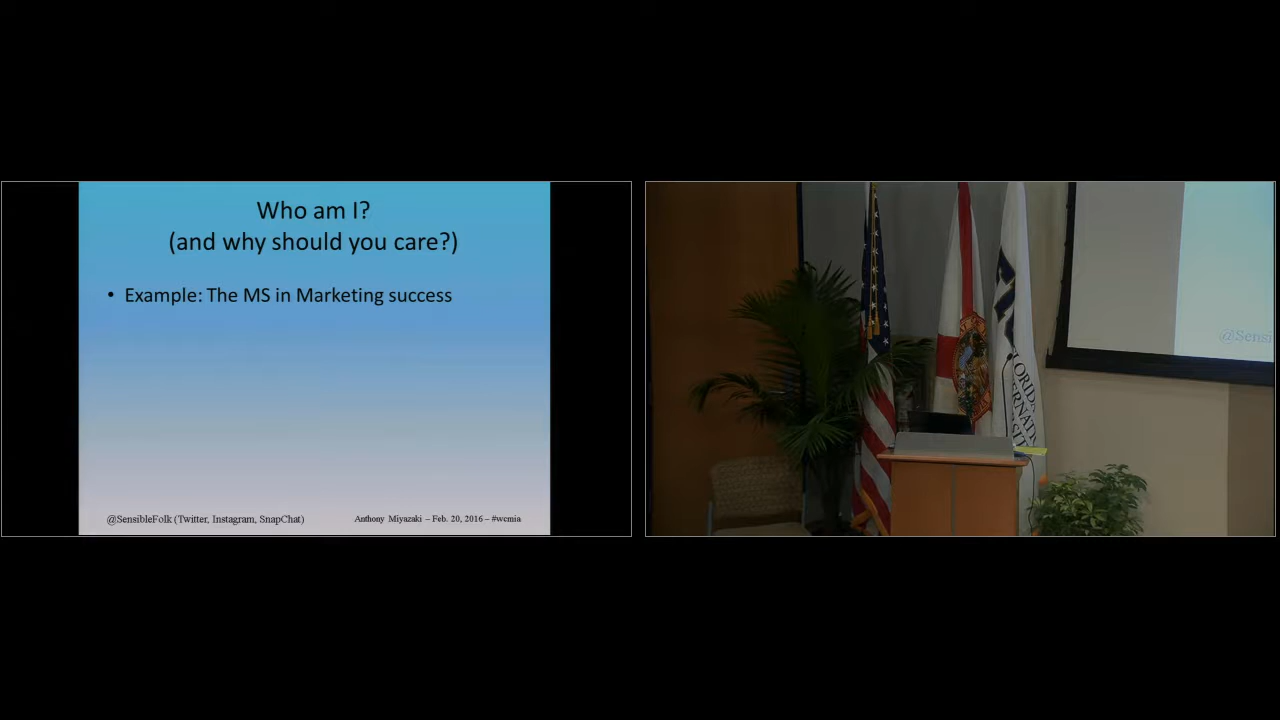 Who am I?
(and why should you care?)
• Example: The MS in Marketing success
@SensibleFolk (Twitter, Instagram, SnapChat)
Anthony Miyazaki – Feb. 20, 2016 – #wcmia
@Sensi